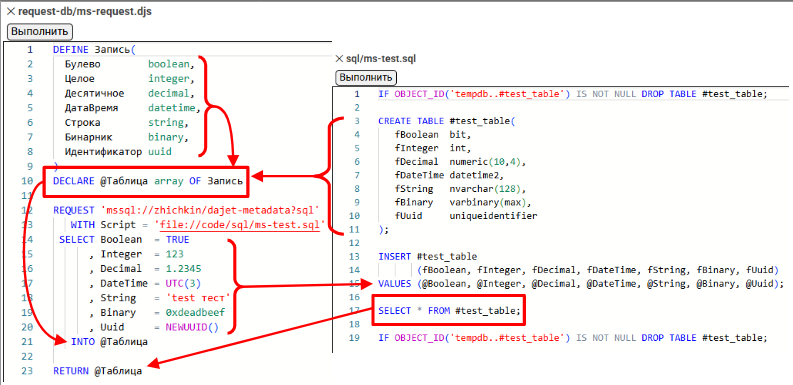 request-db/ms-request.djs
Выполнить
1 DEFINE Запись(
2 Булево boolean,
3 Целое integer,
4 Десятичное decimal,
5 ДатаВремя datetime,
6 Строка string,
7 Бинарник binary,
8 Идентификатор uuid
9 )
10 DECLARE @Таблица array OF Запись
11
12 REQUEST 'mssql://zhichkin/dajet-metadata?sql'
13 WITH Script = 'file://code/sql/ms-test.sql'
14 SELECT Boolean = TRUE
15 , Integer = 123
16 , Decimal = 1.2345
17 , DateTime = UTC(3)
18 , String = 'test тест'
19 , Binary = 0xdeadbeef
20 , Uuid = NEWUUID()
21 INTO @Таблица
22
23 RETURN @Таблица
sql/ms-test.sql
Выполнить
1 IF OBJECT_ID('tempdb..#test_table') IS NOT NULL DROP TABLE #test_table;
2
3 CREATE TABLE #test_table(
4 fBoolean bit,
5 fInteger int,
6 fDecimal numeric(10,4),
7 fDateTime datetime2,
8 fString nvarchar(128),
9 fBinary varbinary(max),
10 fUuid uniqueidentifier
11 );
12
13 INSERT #test_table
14 (fBoolean, fInteger, fDecimal, fDateTime, fString, fBinary, fUuid)
15 VALUES (@Boolean, @Integer, @Decimal, @DateTime, @String, @Binary, @Uuid);
16
17 SELECT * FROM #test_table;
18
19 IF OBJECT_ID('tempdb..#test_table') IS NOT NULL DROP TABLE #test_table;